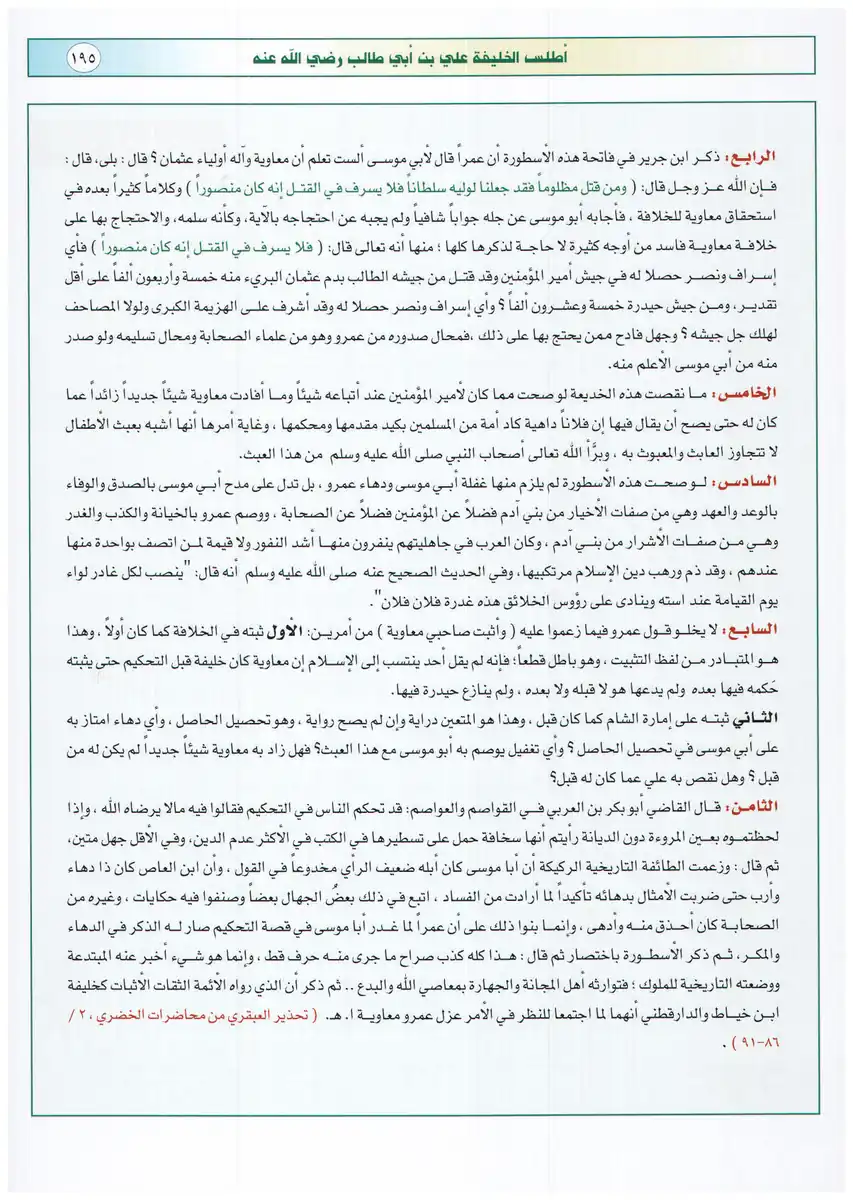 أطلس الخليفة علي بن أبي طالب رضي الله عنه
١٩٥
الرابع: ذكر ابن جرير في فاتحة هذه الأسطورة أن عمراً قال لأبي موسى ألست تعلم أن معاوية وآله أولياء عثمان ؟ قال : بلى، قال :
فإن الله عز وجل قال: ( ومن قتل مظلوماً فقد جعلنا لوليه سلطاناً فلا يسرف في القتل إنه كان منصوراً ) وكلاماً كثيراً بعده في
استحقاق معاوية للخلافة ، فأجابه أبو موسى عن جله جواباً شافياً ولم يجبه عن احتجاجه بالآية، وكأنه سلمه، والاحتجاج بها على
خلافة معاوية فاسد من أوجه كثيرة لا حاجة لذكرها كلها ؛ منها أنه تعالى قال: ( فلا يسرف في القتل إنه كان منصوراً ) فأي
إسراف ونصر حصلا له في جيش أمير المؤمنين وقد قتل من جيشه الطالب بدم عثمان البريء منه خمسة وأربعون ألفاً على أقل
تقدير، ومن جيش حيدرة خمسة وعشرون ألفاً ؟ وأي إسراف ونصر حصلا له وقد أشرف على الهزيمة الكبرى ولولا المصاحف
لهلك جل جيشه ؟ وجهل فادح ممن يحتج بها على ذلك ،فمحال صدوره من عمرو وهو من علماء الصحابة ومحال تسليمه ولو صدر
منه من أبي موسى الأعلم منه.
الخامس: ما نقصت هذه الخديعة لو صحت مما كان لأمير المؤمنين عند أتباعه شيئاً وما أفادت معاوية شيئاً جديداً زائداً عما
كان له حتى يصح أن يقال فيها إن فلاناً داهية كاد أمة من المسلمين بكيد مقدمها ومحكمها ، وغاية أمرها أنها أشبه بعبث الأطفال
لا تتجاوز العابث والمعبوث به ، وبرَّأ الله تعالى أصحاب النبي صلى الله عليه وسلم من هذا العبث.
السادس: لو صحت هذه الأسطورة لم يلزم منها غفلة أبي موسى ودهاء عمرو ، بل تدل على مدح أبي موسى بالصدق والوفاء
بالوعد والعهد وهي من صفات الأخيار من بني آدم فضلاً عن المؤمنين فضلاً عن الصحابة ، ووصم عمرو بالخيانة والكذب والغدر
وهي من صفات الأشرار من بني آدم ، وكان العرب في جاهليتهم ينفرون منها أشد النفور ولا قيمة لمن اتصف بواحدة منها
عندهم ، وقد ذم ورهب دين الإسلام مرتكبيها، وفي الحديث الصحيح عنه صلى الله عليه وسلم أنه قال: "ينصب لكل غادر لواء
يوم القيامة عند استه وينادى على رؤوس الخلائق هذه غدرة فلان فلان".
السابع: لا يخلو قول عمرو فيما زعموا عليه ( وأثبت صاحبي معاوية ) من أمرين: الأول ثبته في الخلافة كما كان أولاً ، وهذا
هو المتبادر من لفظ التثبيت ، وهو باطل قطعاً؛ فإنه لم يقل أحد ينتسب إلى الإسلام إن معاوية كان خليفة قبل التحكيم حتى يثبته
حَكمه فيها بعده ولم يدعها هو لا قبله ولا بعده ، ولم ينازع حيدرة فيها.
الثاني ثبته على إمارة الشام كما كان قبل ، وهذا هو المتعين دراية وإن لم يصح رواية ، وهو تحصيل الحاصل ، وأي دهاء امتاز به
على أبي موسى في تحصيل الحاصل ؟ وأي تغفيل يوصم به أبو موسى مع هذا العبث؟ فهل زاد به معاوية شيئاً جديداً لم يكن له من
قبل ؟ وهل نقص به علي عما كان له قبل؟
الثامن: قال القاضي أبو بكر بن العربي في القواصم والعواصم: قد تحكم الناس في التحكيم فقالوا فيه مالا يرضاه الله ، وإذا
لحظتموه بعين المروءة دون الديانة رأيتم أنها سخافة حمل على تسطيرها في الكتب في الأكثر عدم الدين، وفي الأقل جهل متين،
ثم قال : وزعمت الطائفة التاريخية الركيكة أن أبا موسى كان أبله ضعيف الرأي مخدوعاً في القول ، وأن ابن العاص كان ذا دهاء
وأرب حتى ضربت الأمثال بدهائه تأكيداً لما أرادت من الفساد ، اتبع في ذلك بعضُ الجهال بعضاً وصنفوا فيه حكايات ، وغيره من
الصحابة كان أحذق منه وأدهى ، وإنما بنوا ذلك على أن عمراً لما غدر أبا موسى في قصة التحكيم صار له الذكر في الدهاء
والمكر، ثم ذكر الأسطورة باختصار ثم قال : هذا كله كذب صراح ما جرى منه حرف قط ، وإنما هو شيء أخبر عنه المبتدعة
ووضعته التاريخية للملوك ؛ فتوارثه أهل المجانة والجهارة بمعاصي الله والبدع .. ثم ذكر أن الذي رواه الأئمة الثقات الأثبات كخليفة
ابن خياط والدارقطني أنهما لما اجتمعا للنظر في الأمر عزل عمرو معاوية ا. هـ. ( تحذير العبقري من محاضرات الخضري ، ٢ /
٨٦-٩١ ) .